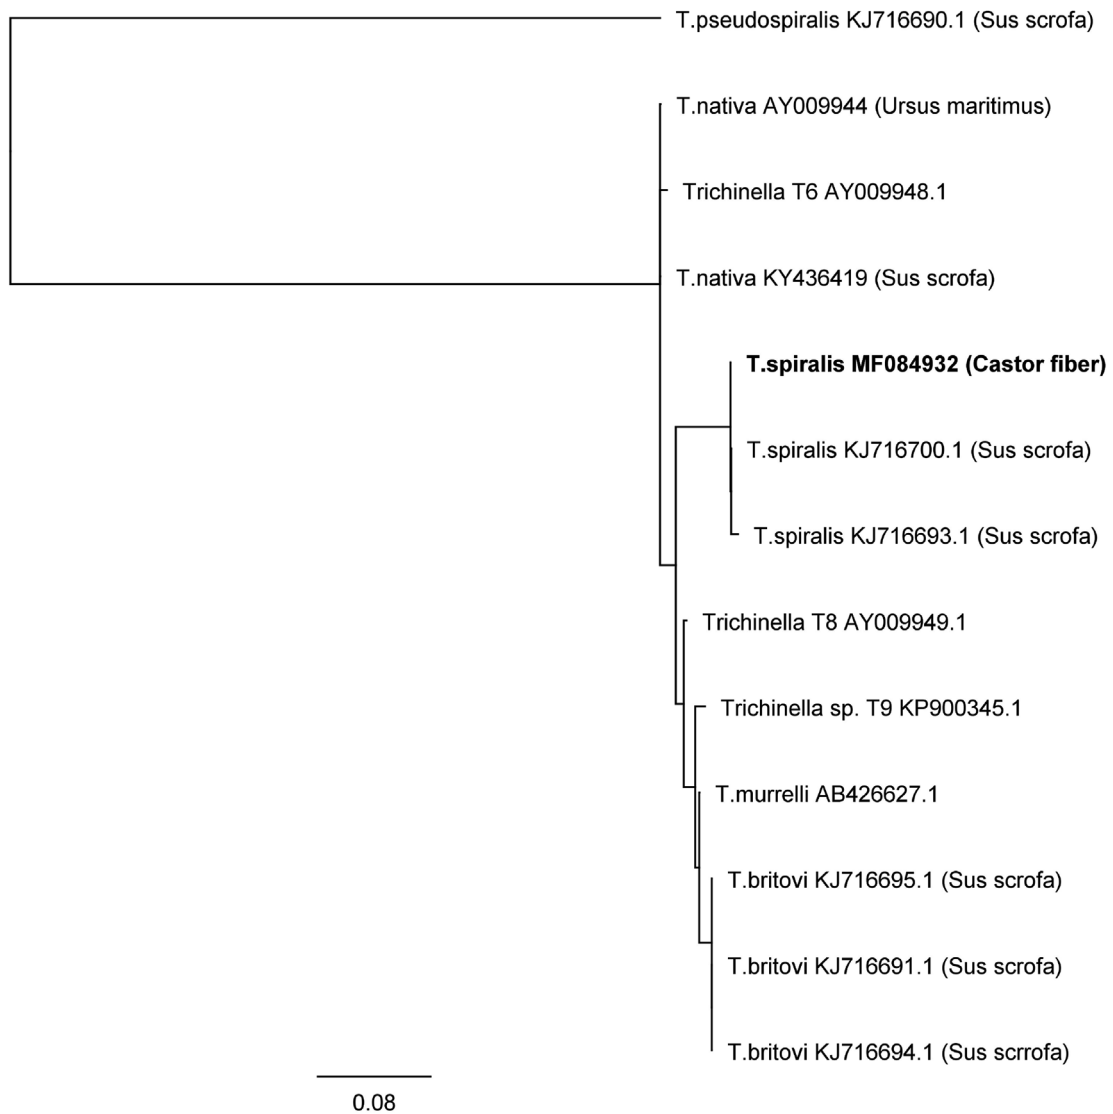 T.pseudospiralis KJ716690.1 (Sus scrofa)
T.nativa AY009944 (Ursus maritimus)
Trichinella T6 AY009948.1
T.nativa KY436419 (Sus scrofa)
T.spiralis MF084932 (Castor fiber)
T.spiralis KJ716700.1 (Sus scrofa)
T.spiralis KJ716693.1 (Sus scrofa)
Trichinella T8 AY009949.1
Trichinella sp. T9 KP900345.1
T.murrelli AB426627.1
T.britovi KJ716695.1 (Sus scrofa)
T.britovi KJ716691.1 (Sus scrofa)
T.britovi KJ716694.1 (Sus scrrofa)
0.08